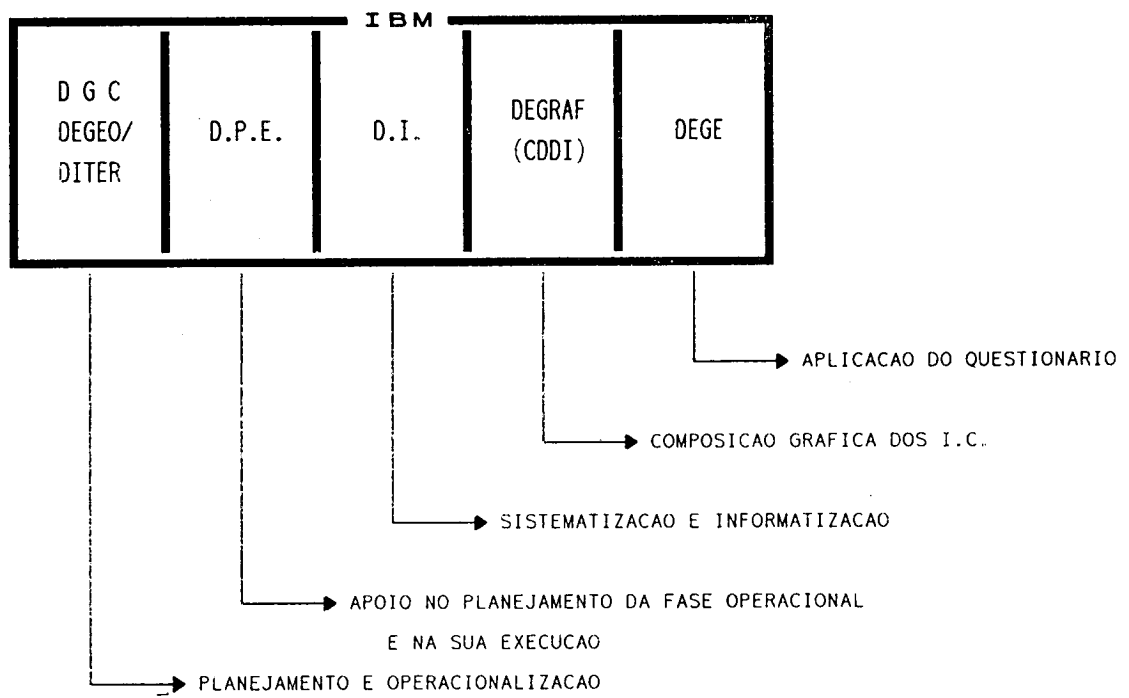 IBM
D G C
DEGEO/
DITER
D.P.E.
D.I.
DEGRAF
(CDDI)
DEGE
APLICACAO DO QUESTIONARIO
COMPOSICAO GRAFICA DOS I.C.
SISTEMATIZACAO E INFORMATIZACAO
APOIO NO PLANEJAMENTO DA FASE OPERACIONAL
E NA SUA EXECUCAO
PLANEJAMENTO E OPERACIONALIZACAO